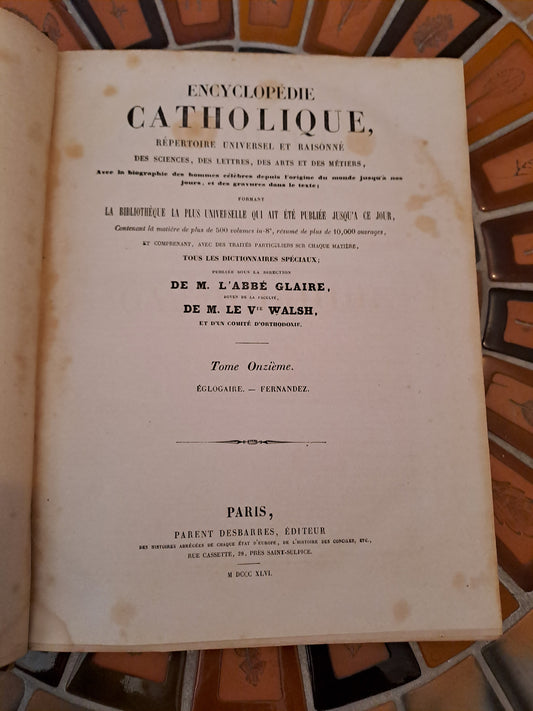 ENCYCLOPÉDIE
CATHOLIQUE,
RÉPERTOIRE UNIVERSEL ET RAISONNÉ
DES SCIENCES, DES LETTRES, DES ARTS ET DES MÉTIERS,
Avec la biographie des hommes célèbres depuis l'origine du monde jusqu'à nos
jours, et des gravures dans le texte;
FORMANT
LA BIBLIOTHÈQUE LA PLUS UNIVERSELLE QUI AIT ÉTÉ PUBLIÉE JUSQU'A CE JOUR,
Contenant la matière de plus de 500 volumes in-8°, résumé de plus de 10,000 ouvrages,
ET COMPRENANT, AVEC DES TRAITÉS PARTICULIERS SUR CHAQUE MATIÈRE,
TOUS LES DICTIONNAIRES SPÉCIAUX;
PUBLIÉE SOUS LA DIRECTION
DE M. L'ABBÉ GLAIRE,
DOYEN DE LA FACULTÉ,
DE M. LE Vte WALSH,
ET D'UN COMITÉ D'ORTHODOXIE.
Tome Onzième.
ÉGLOGAIRE. — FERNANDEZ.
PARIS,
PARENT DESBARRES, ÉDITEUR
DES HISTOIRES ABRÉGÉES DE CHAQUE ÉTAT D'EUROPE, DE L'HISTOIRE DES CONCILES, ETC.,
RUE CASSETTE, 28, PRÈS SAINT-SULPICE.
M DCCC XLVI.